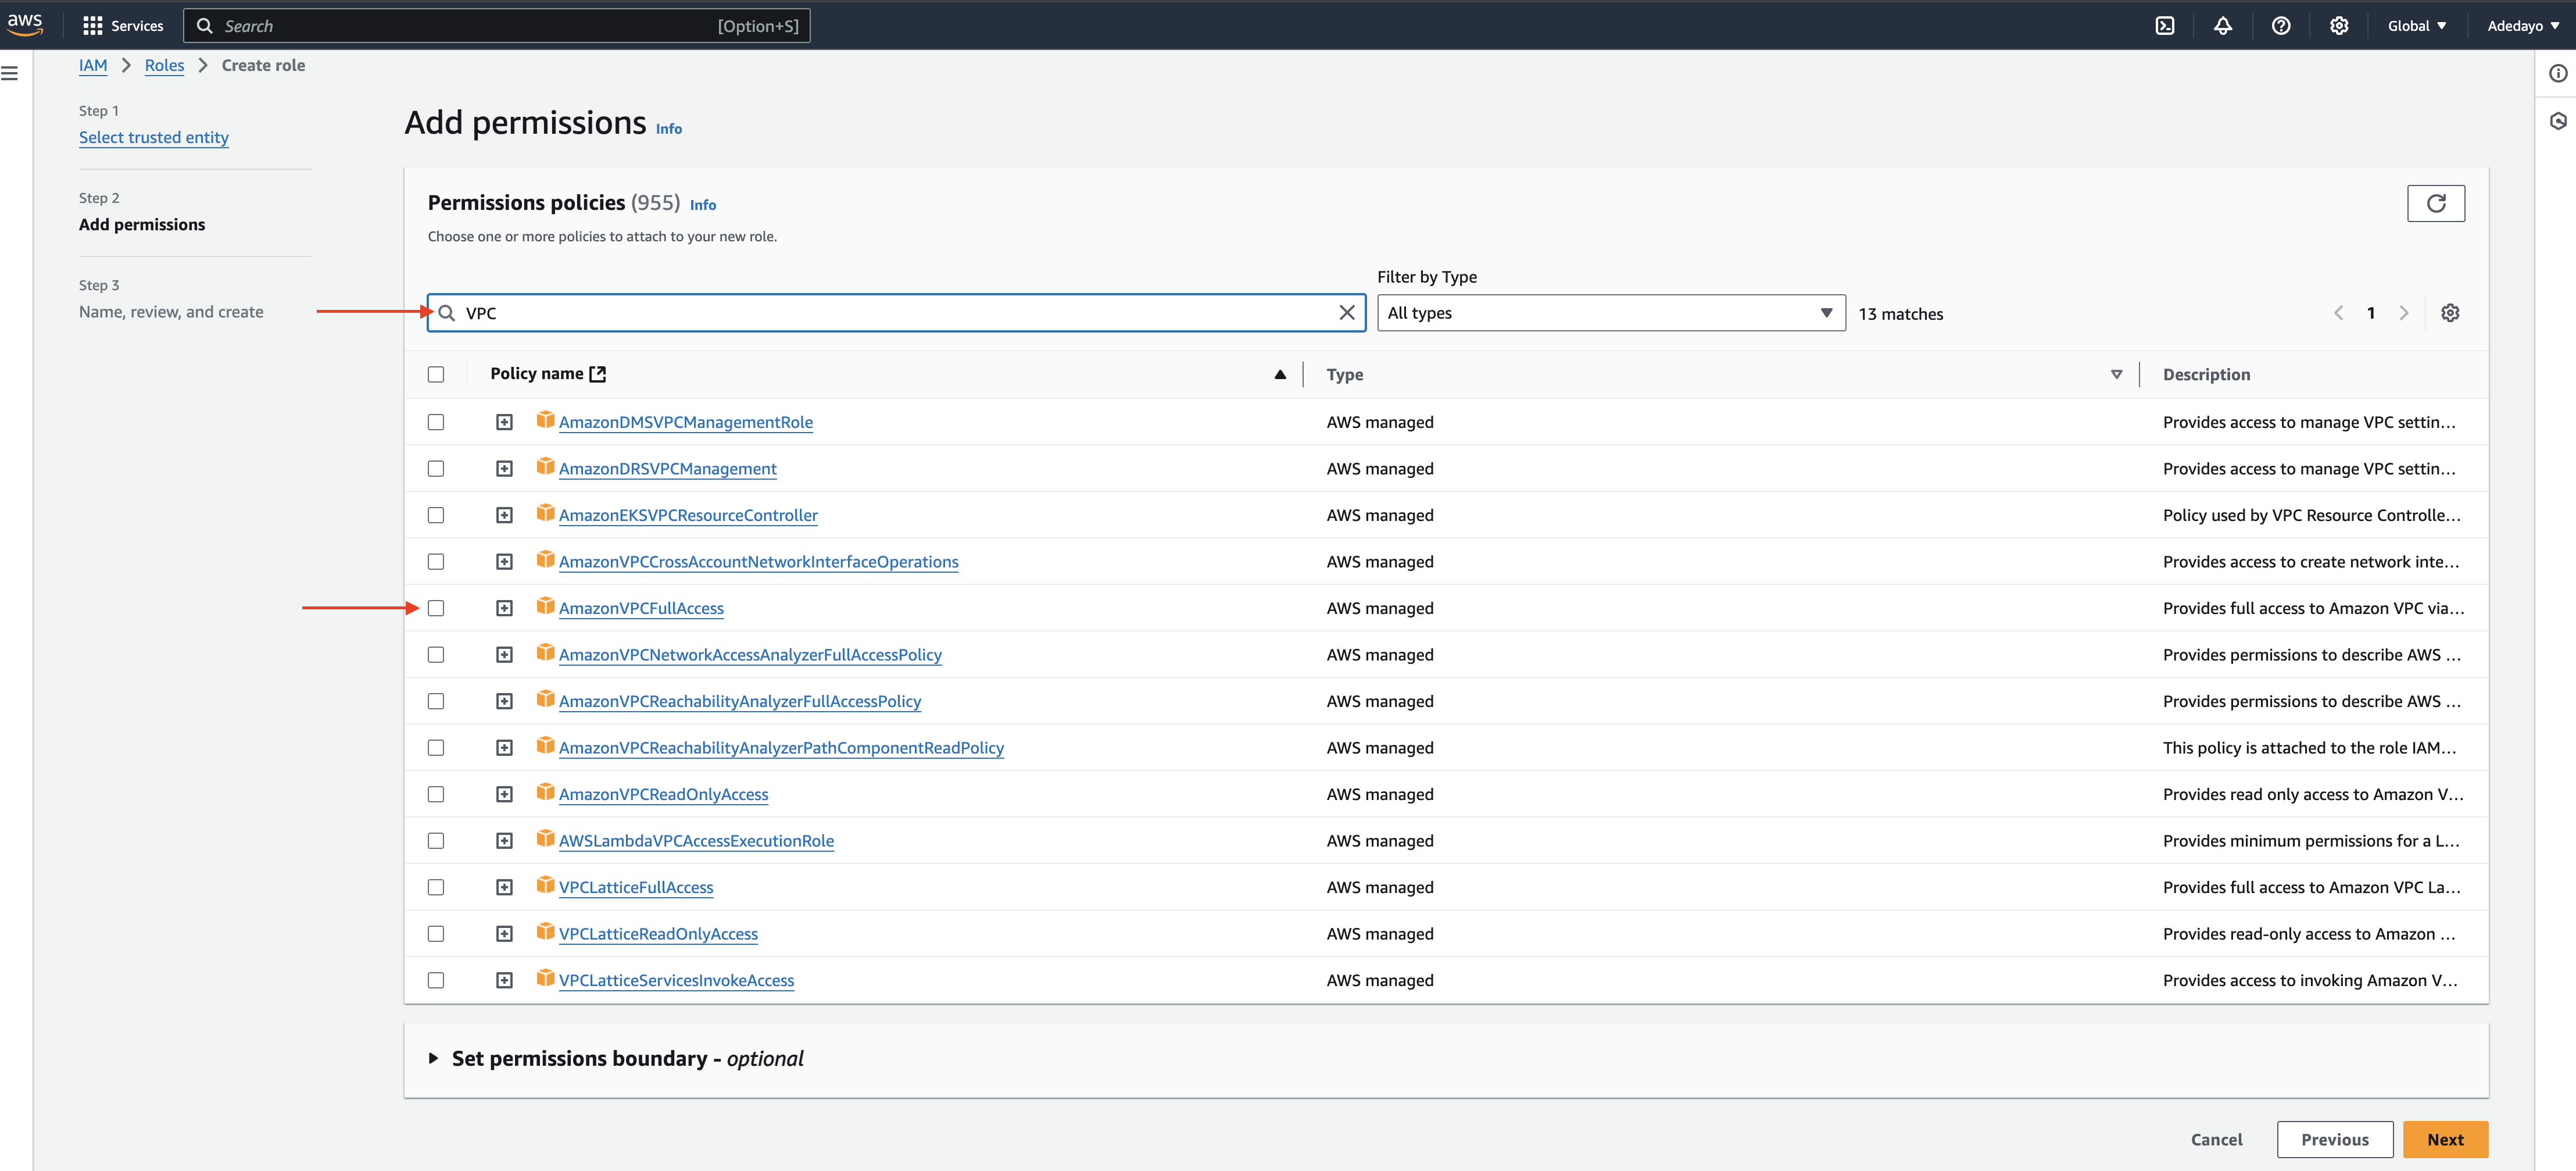 aws Services Search [Option+S] Global Adedayo
IAM > Roles > Create role
Step 1
Select trusted entity
Step 2
Add permissions
Step 3
Name, review, and create
Add permissions Info
Permissions policies (955) Info
Choose one or more policies to attach to your new role.
Filter by Type
VPC All types 13 matches 1
Policy name Type Description
AmazonDMSVPCManagementRole AWS managed Provides access to manage VPC settin...
AmazonDRSVPCManagement AWS managed Provides access to manage VPC settin...
AmazonEKSVPCResourceController AWS managed Policy used by VPC Resource Controlle...
AmazonVPCCrossAccountNetworkInterfaceOperations AWS managed Provides access to create network inte...
AmazonVPCFullAccess AWS managed Provides full access to Amazon VPC via...
AmazonVPCNetworkAccessAnalyzerFullAccessPolicy AWS managed Provides permissions to describe AWS ...
AmazonVPCReachabilityAnalyzerFullAccessPolicy AWS managed Provides permissions to describe AWS ...
AmazonVPCReachabilityAnalyzerPathComponentReadPolicy AWS managed This policy is attached to the role IAM...
AmazonVPCReadOnlyAccess AWS managed Provides read only access to Amazon V...
AWSLambdaVPCAccessExecutionRole AWS managed Provides minimum permissions for a L...
VPCLatticeFullAccess AWS managed Provides full access to Amazon VPC La...
VPCLatticeReadOnlyAccess AWS managed Provides read-only access to Amazon ...
VPCLatticeServicesInvokeAccess AWS managed Provides access to invoking Amazon V...
Set permissions boundary - optional
Cancel Previous Next